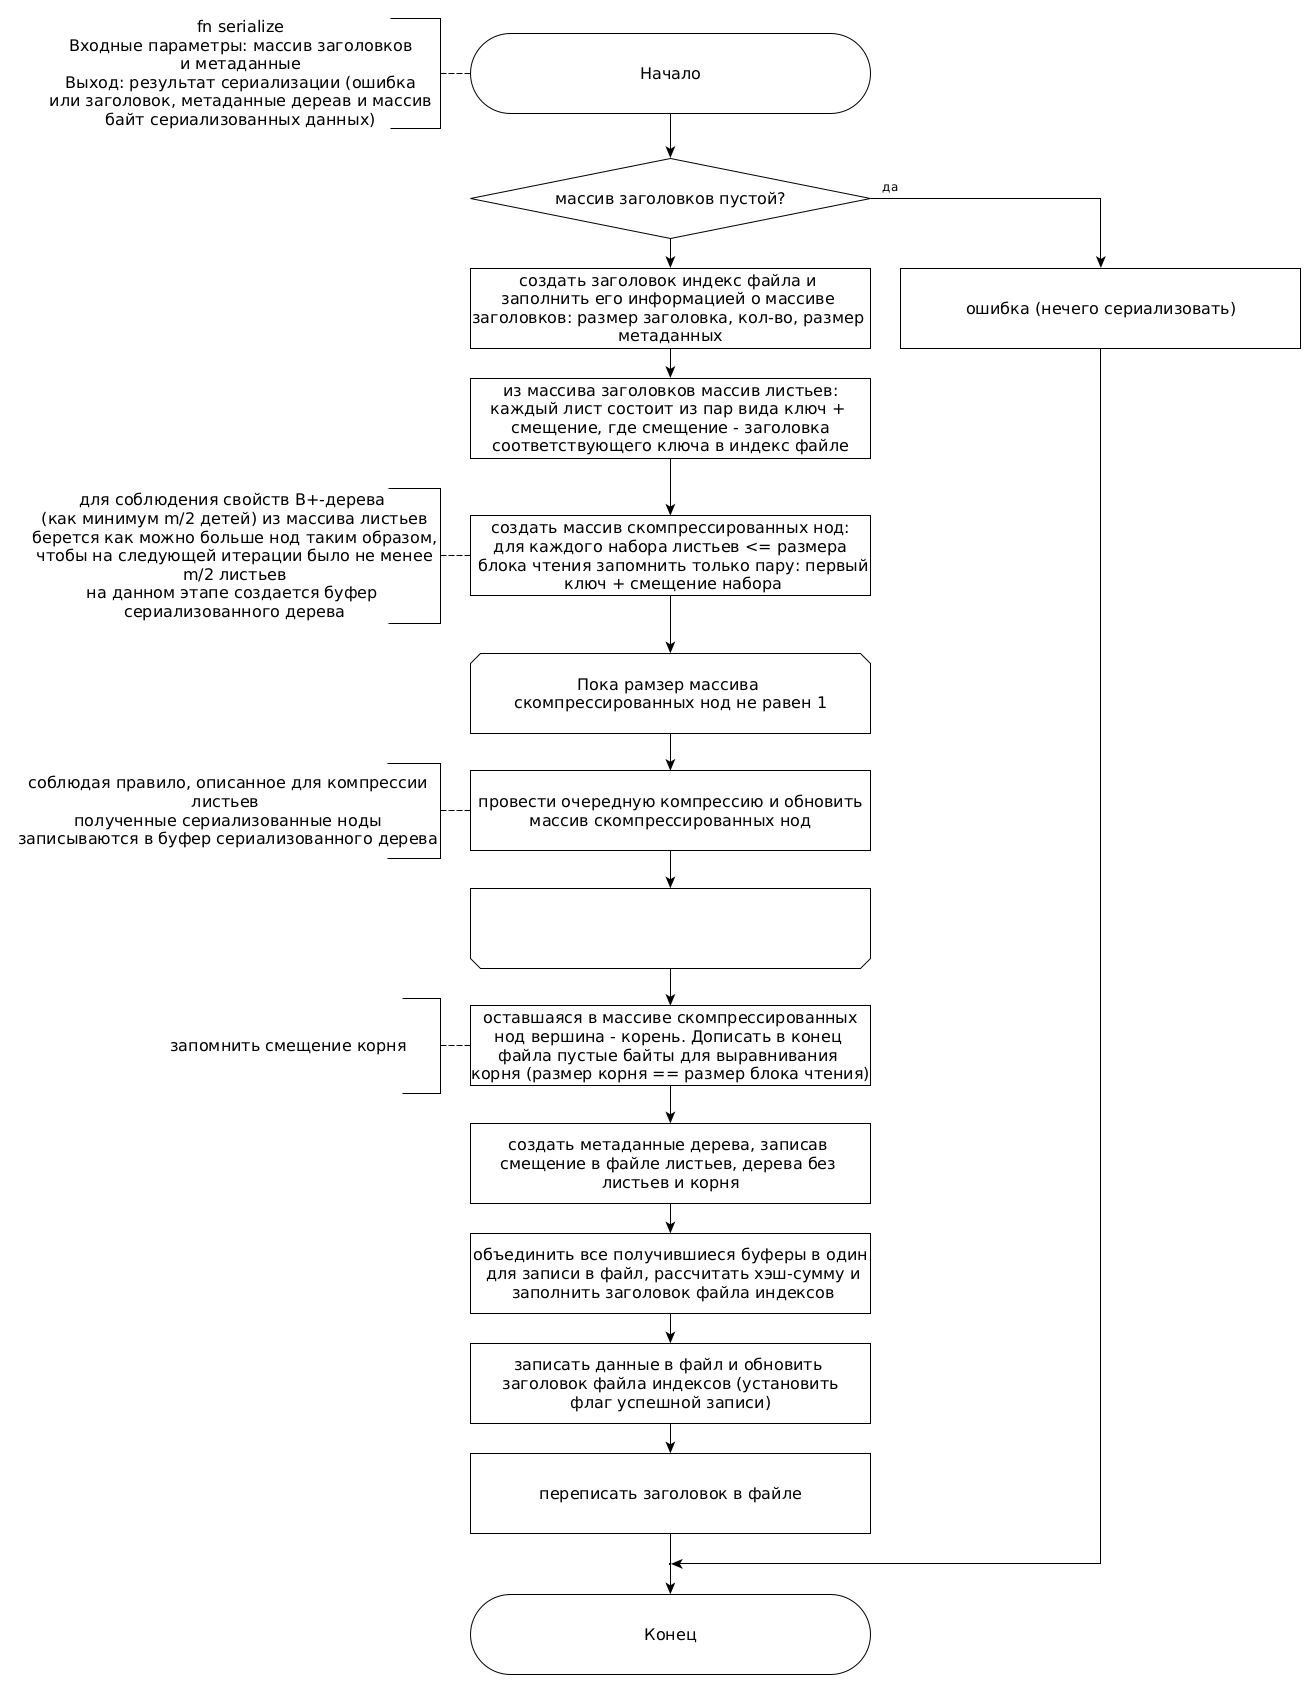 fn serialize
Входные параметры: массив заголовков
и метаданные
Выход: результат сериализации (ошибка
или заголовок, метаданные дереав и массив
байт сериализованных данных)
Начало
массив заголовков пустой?
да
создать заголовок индекс файла и
заполнить его информацией о массиве
заголовков: размер заголовка, кол-во, размер
метаданных
ошибка (нечего сериализовать)
из массива заголовков массив листьев:
каждый лист состоит из пар вида ключ +
смещение, где смещение - заголовка
соответствующего ключа в индекс файле
для соблюдения свойств B+-дерева
(как минимум m/2 детей) из массива листьев
берется как можно больше нод таким образом,
чтобы на следующей итерации было не менее
m/2 листьев
на данном этапе создается буфер
сериализованного дерева
создать массив скомпрессированных нод:
для каждого набора листьев <= размера
блока чтения запомнить только пару: первый
ключ + смещение набора
Пока рамзер массива
скомпрессированных нод не равен 1
соблюдая правило, описанное для компрессии
листьев
полученные сериализованные ноды
записываются в буфер сериализованного дерева
провести очередную компрессию и обновить
массив скомпрессированных нод
запомнить смещение корня
оставшаяся в массиве скомпрессированных
нод вершина - корень. Дописать в конец
файла пустые байты для выравнивания
корня (размер корня == размер блока чтения)
создать метаданные дерева, записав
смещение в файле листьев, дерева без
листьев и корня
объединить все получившиеся буферы в один
для записи в файл, рассчитать хэш-сумму и
заполнить заголовок файла индексов
записать данные в файл и обновить
заголовок файла индексов (установить
флаг успешной записи)
переписать заголовок в файле
Конец